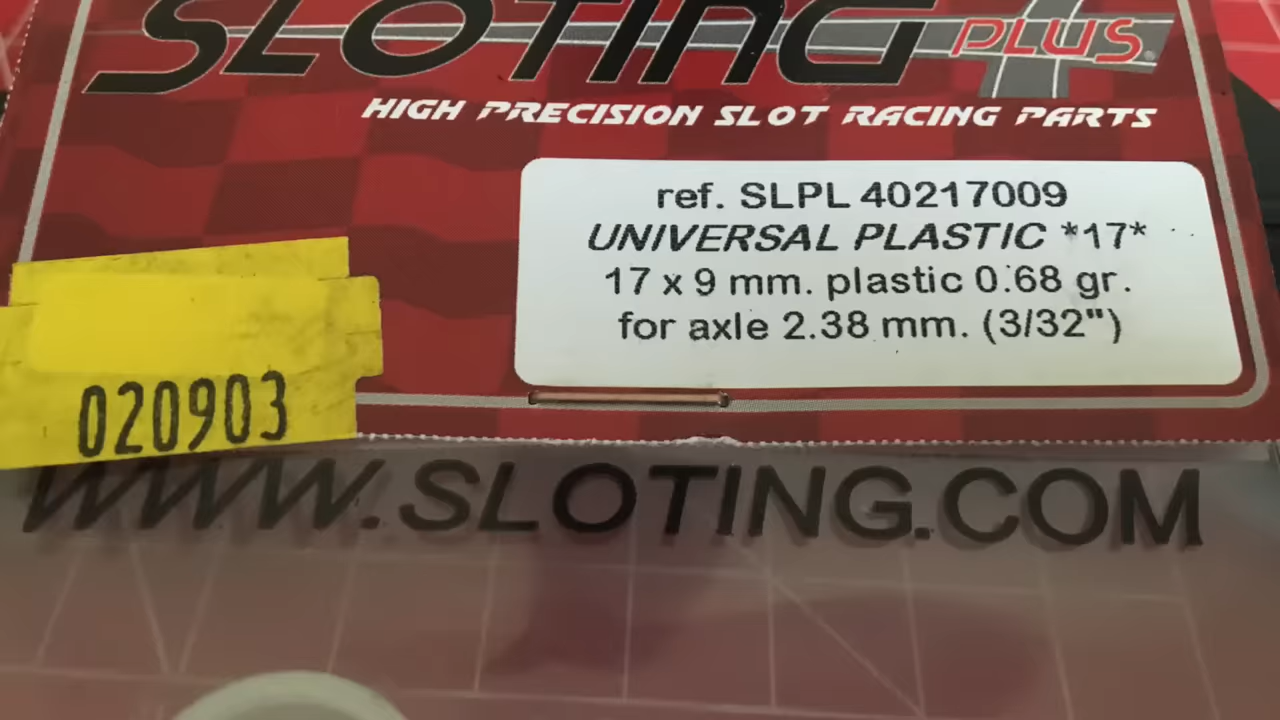 SLOTING PLUS®
HIGH PRECISION SLOT RACING PARTS
ref. SLPL 40217009
UNIVERSAL PLASTIC *17*
17 x 9 mm. plastic 0.68 gr.
for axle 2.38 mm. (3/32")
020903
WWW.SLOTING.COM